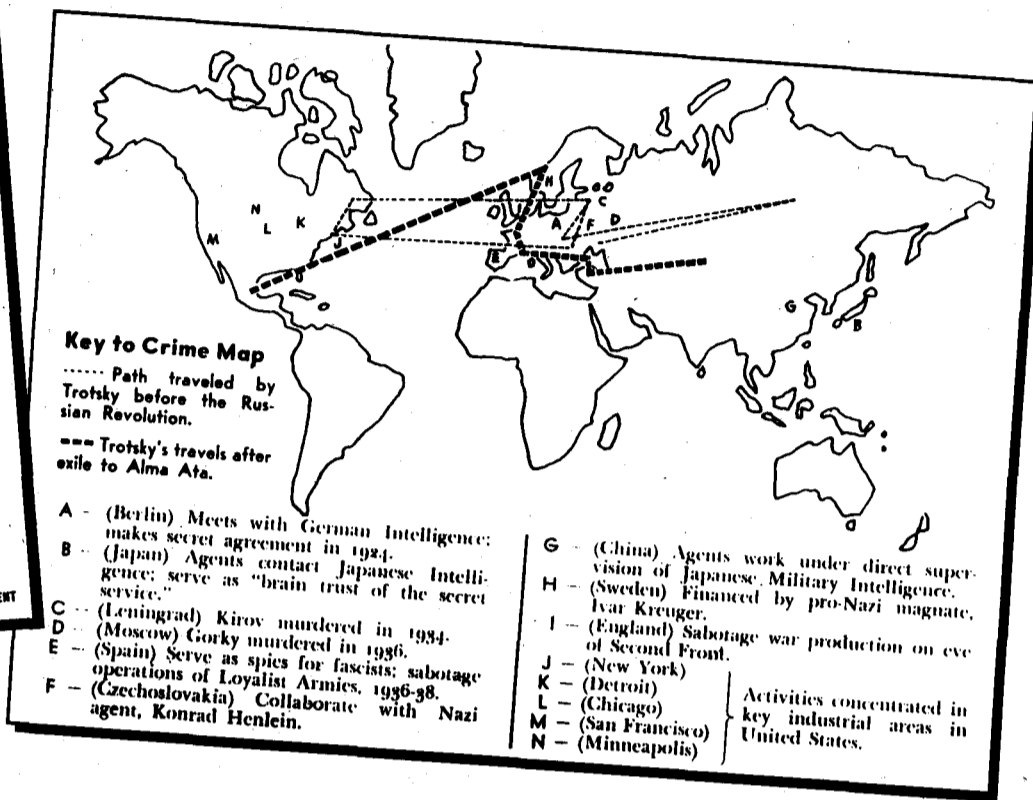 N
L
K
M
J
H
C
A
F
D
E
G
B
Key to Crime Map
...... Path traveled by
Trotsky before the Rus-
sian Revolution.
--- Trotsky's travels after
exile to Alma Ata.
A - (Berlin) Meets with German Intelligence;
makes secret agreement in 1924.
B - (Japan) Agents contact Japanese Intelli-
gence; serve as "brain trust of the secret
service."
C - (Leningrad) Kirov murdered in 1934.
D - (Moscow) Gorky murdered in 1936.
E - (Spain) Serve as spies for fascists; sabotage
operations of Loyalist Armies, 1936-38.
F - (Czechoslovakia) Collaborate with Nazi
agent, Konrad Henlein.
G - (China) Agents work under direct super-
vision of Japanese Military Intelligence.
H - (Sweden) Financed by pro-Nazi magnate,
Ivar Kreuger.
I - (England) Sabotage war production on eve
of Second Front.
J - (New York)
K - (Detroit)
L - (Chicago)
M - (San Francisco)
N - (Minneapolis)
Activities concentrated in
key industrial areas in
United States.